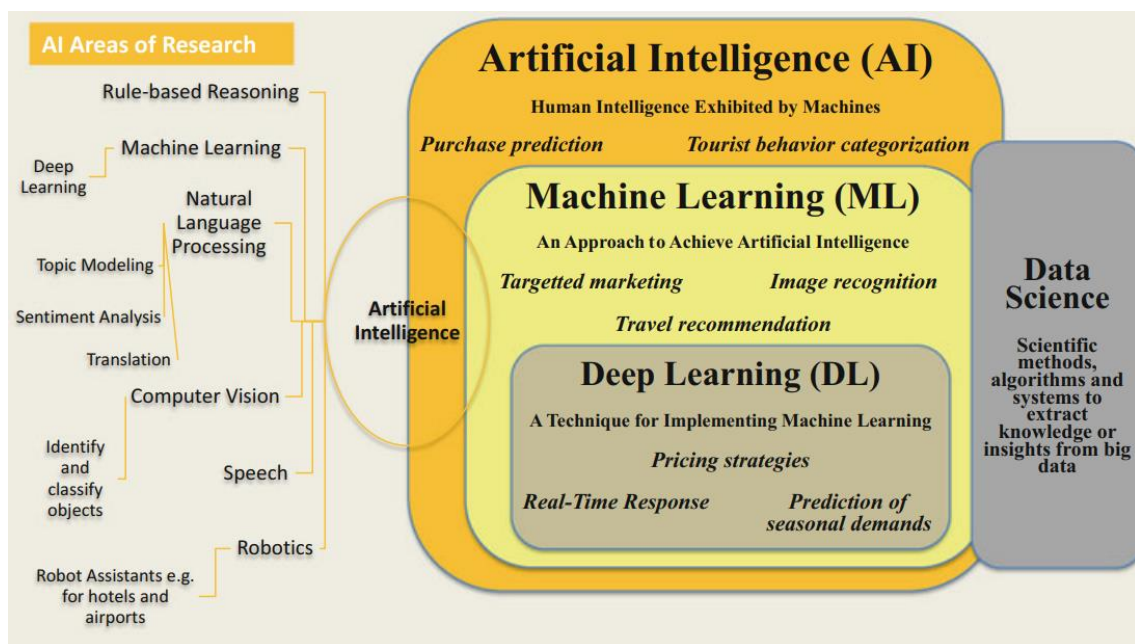 AI Areas of Research
Rule-based Reasoning
Machine Learning
Deep
Learning
Natural
Language
Processing
Topic Modeling
Sentiment Analysis
Translation
Computer Vision
Identify and
classify
objects
Speech
Robotics
Robot Assistants e.g.
for hotels and
airports
Artificial
Intelligence
Artificial Intelligence (AI)
Human Intelligence Exhibited by Machines
Purchase prediction
Tourist behavior categorization
Machine Learning (ML)
An Approach to Achieve Artificial Intelligence
Targetted marketing
Image recognition
Travel recommendation
Deep Learning (DL)
A Technique for Implementing Machine Learning
Pricing strategies
Real-Time Response
Prediction of
seasonal demands
Data
Science
Scientific
methods,
algorithms and
systems to
extract
knowledge or
insights from big
data